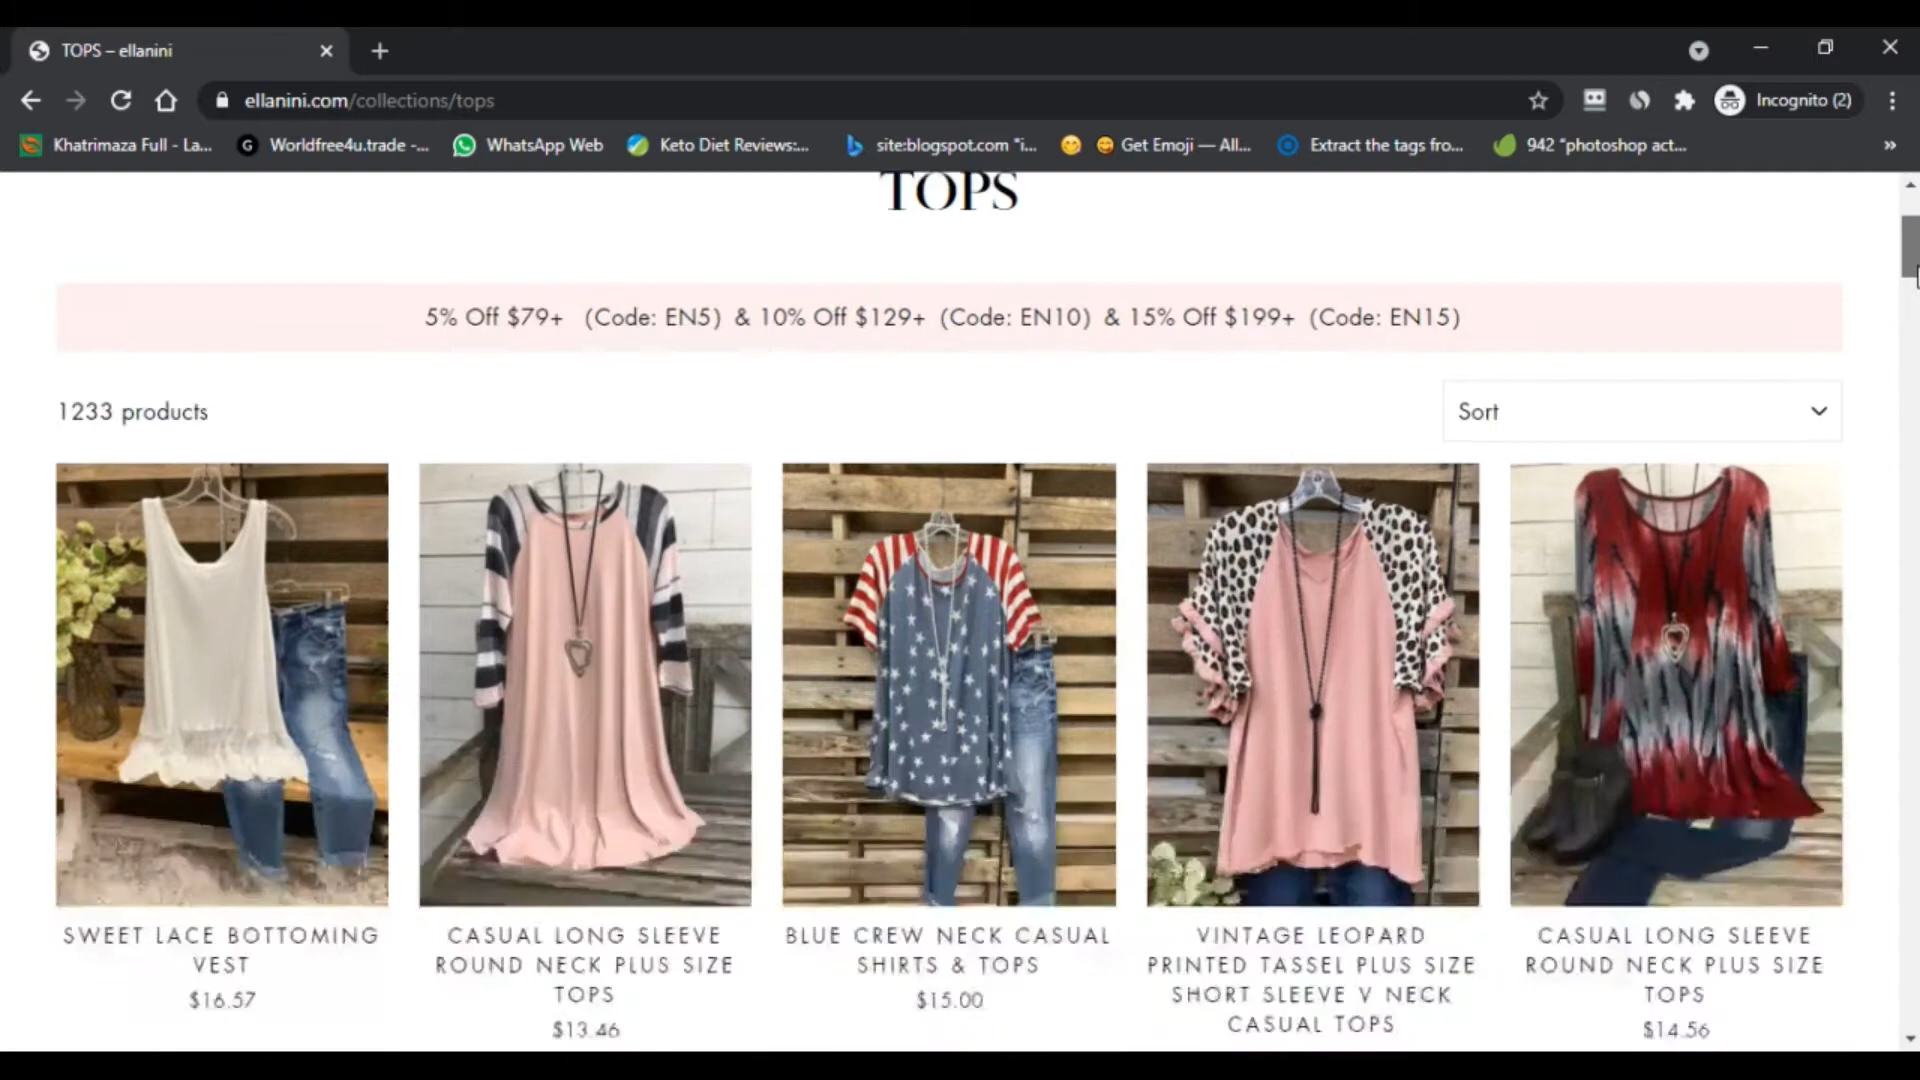 TOPS – ellanini
ellanini.com/collections/tops
Incognito (2)
Khatrimaza Full - La...
Worldfree4u.trade -...
WhatsApp Web
Keto Diet Reviews:...
site:blogspot.com "i...
Get Emoji — All...
Extract the tags fro...
942 "photoshop act...
TOPS
5% Off $79+ (Code: EN5) & 10% Off $129+ (Code: EN10) & 15% Off $199+ (Code: EN15)
1233 products
Sort
SWEET LACE BOTTOMING
VEST
$16.57
CASUAL LONG SLEEVE
ROUND NECK PLUS SIZE
TOPS
$13.46
BLUE CREW NECK CASUAL
SHIRTS & TOPS
$15.00
VINTAGE LEOPARD
PRINTED TASSEL PLUS SIZE
SHORT SLEEVE V NECK
CASUAL TOPS
CASUAL LONG SLEEVE
ROUND NECK PLUS SIZE
TOPS
$14.56